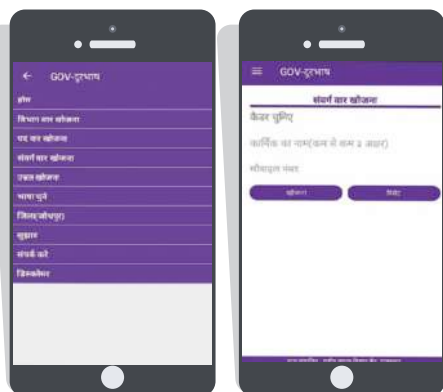 GOV-दूरभाष
होम
विभाग वार खोजना
पद वार खोजना
संवर्ग वार खोजना
उन्नत खोजना
भाषा चुने
जिला(जोधपुर)
सुझाव
संपर्क करे
डिस्क्लेमर
GOV-दूरभाष
संवर्ग वार खोजना
कैडर चुनिए
कार्मिक का नाम(कम से कम 3 अक्षर)
मोबाइल नंबर
खोजना रिसेट